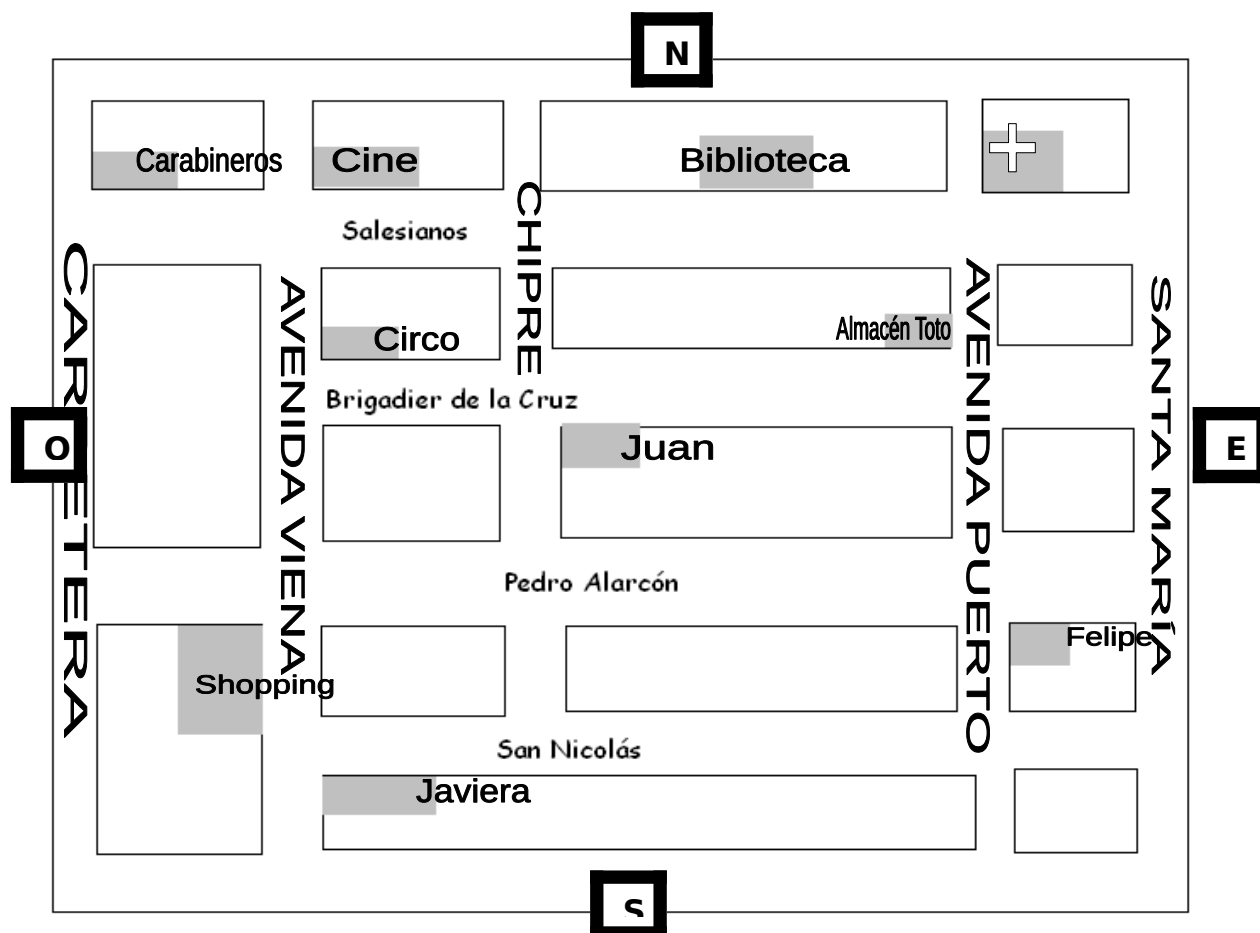 N
Carabineros
Cine
Biblioteca
Salesianos
CHIPRE
CARRETERA
AVENIDA VIENA
Circo
Almacén Toto
AVENIDA PUERTO
SANTA MARÍA
Brigadier de la Cruz
O
Juan
E
Pedro Alarcón
Felipe
Shopping
San Nicolás
Javiera
S